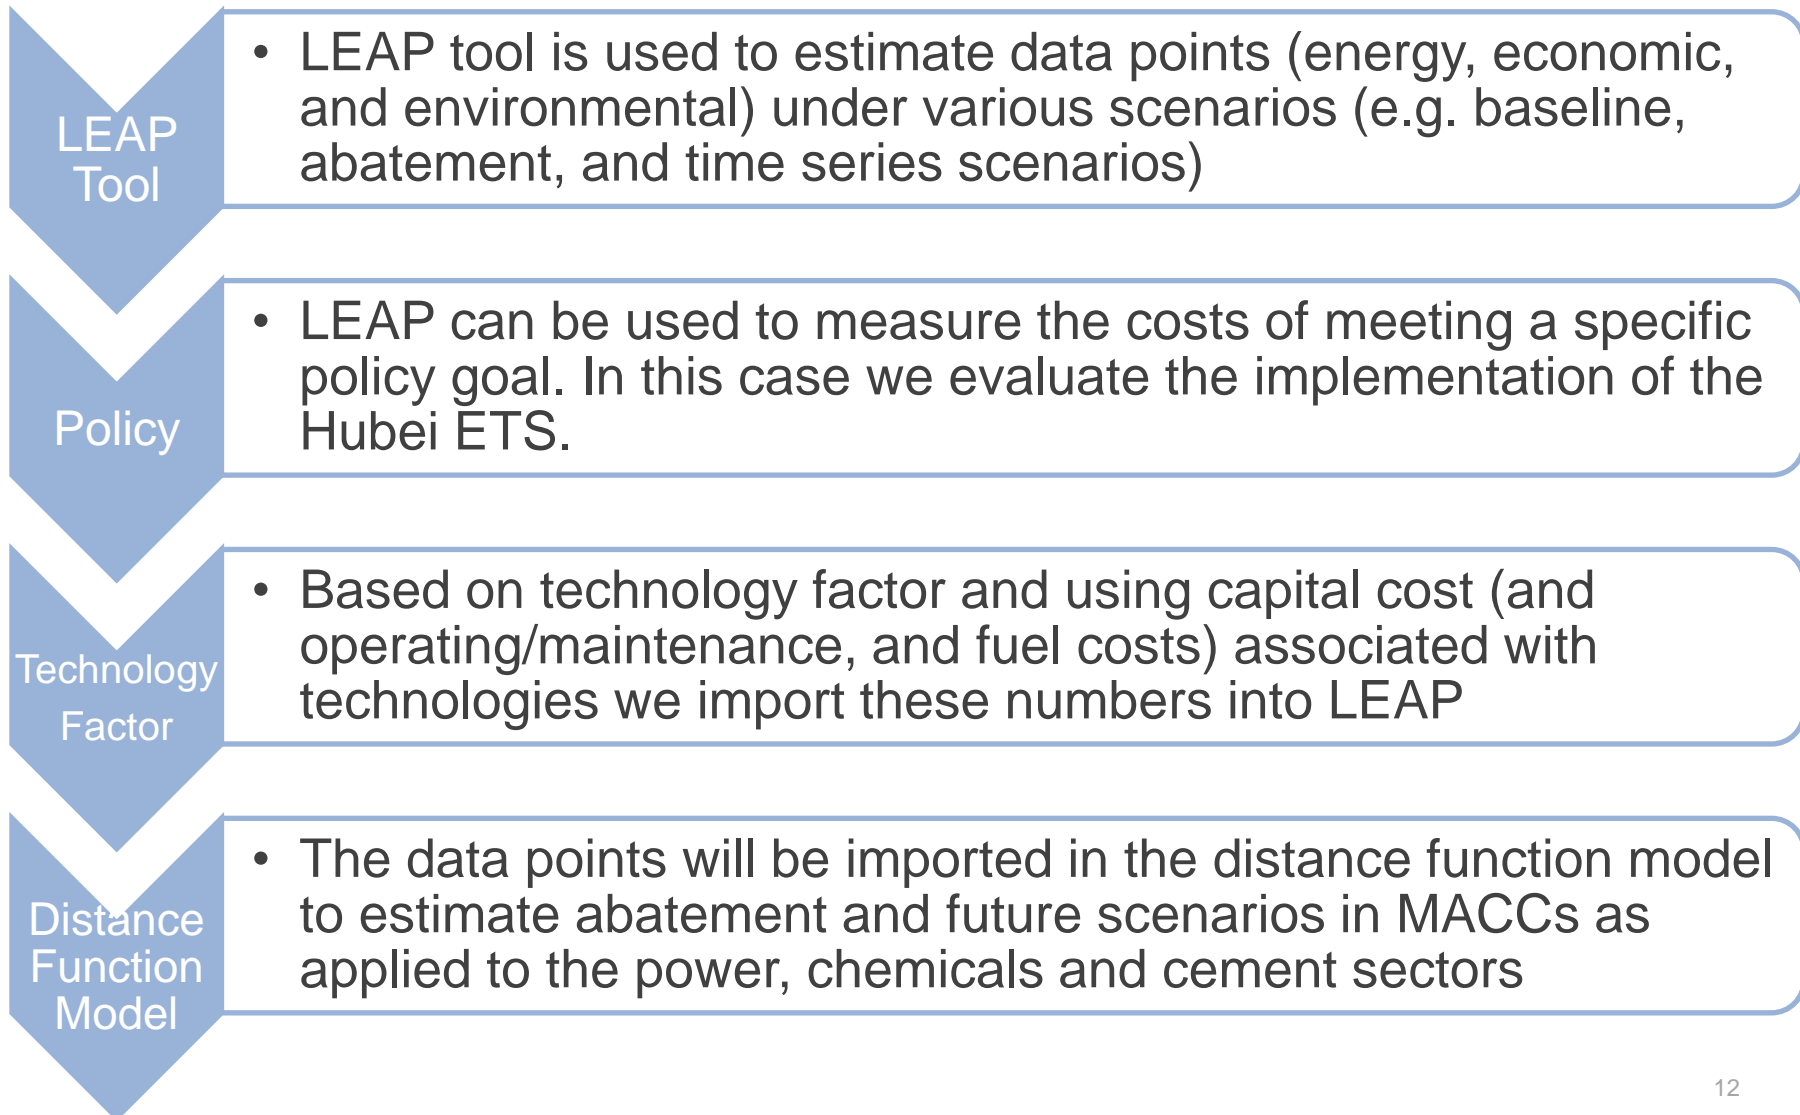 LEAP
Tool
• LEAP tool is used to estimate data points (energy, economic,
and environmental) under various scenarios (e.g. baseline,
abatement, and time series scenarios)
Policy
• LEAP can be used to measure the costs of meeting a specific
policy goal. In this case we evaluate the implementation of the
Hubei ETS.
Technology
Factor
• Based on technology factor and using capital cost (and
operating/maintenance, and fuel costs) associated with
technologies we import these numbers into LEAP
Distance
Function
Model
• The data points will be imported in the distance function model
to estimate abatement and future scenarios in MACCs as
applied to the power, chemicals and cement sectors
12